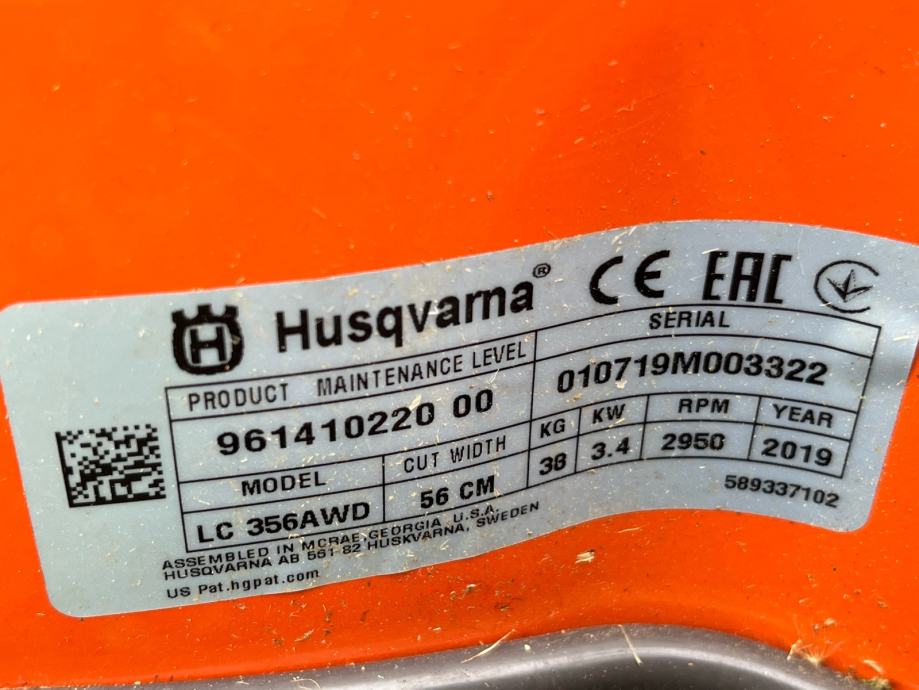 Husqvarna® CE EAC
PRODUCT MAINTENANCE LEVEL SERIAL
961410220 00 010719M003322
MODEL CUT WIDTH KG KW RPM YEAR
LC 356AWD 56 CM 38 3.4 2950 2019
589337102
ASSEMBLED IN MCRAE GEORGIA, U.S.A.
HUSQVARNA AB 561 82 HUSKVARNA, SWEDEN
US Pat.hgpat.com